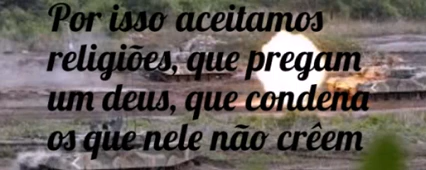 Por isso aceitamos
religiões, que pregam
um deus, que condena
os que nele não crêem